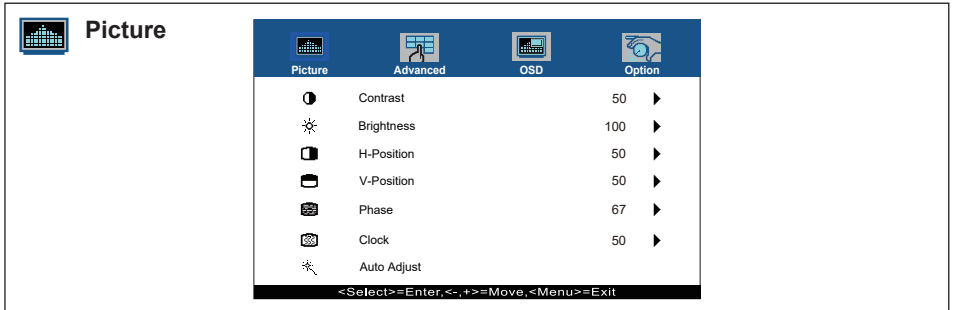 Picture
Picture Advanced OSD Option
Contrast 50
Brightness 100
H-Position 50
V-Position 50
Phase 67
Clock 50
Auto Adjust
<Select>=Enter,<-,+>=Move,<Menu>=Exit